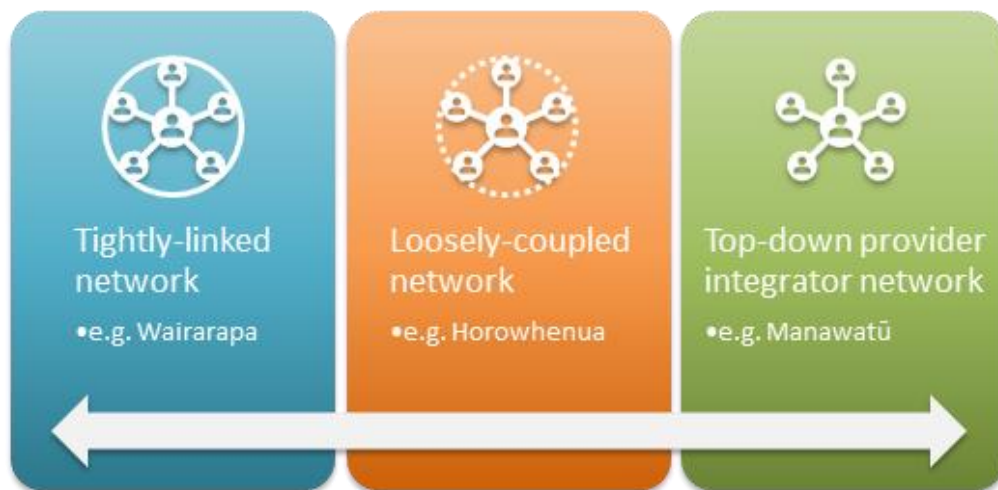 Tightly-linked
network
•e.g. Wairarapa
Loosely-coupled
network
•e.g. Horowhenua
Top-down provider
integrator network
•e.g. Manawatū